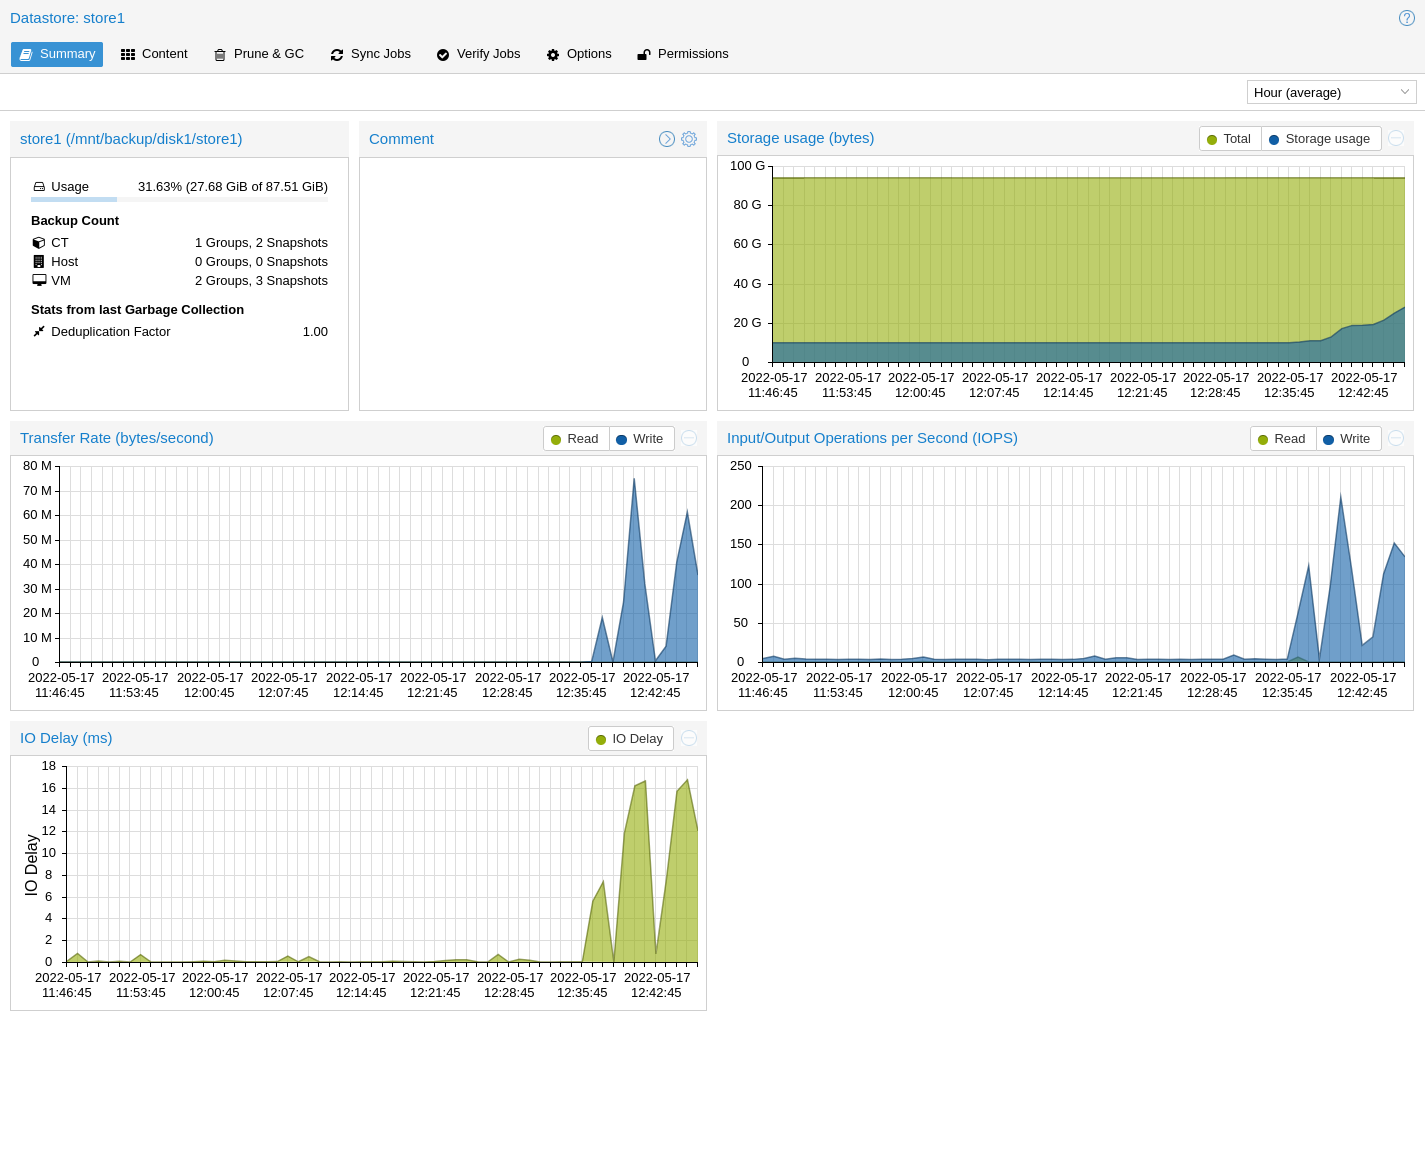 Datastore: store1
Summary Content Prune & GC Sync Jobs Verify Jobs Options Permissions
Hour (average)
store1 (/mnt/backup/disk1/store1)
Usage 31.63% (27.68 GiB of 87.51 GiB)
Backup Count
CT 1 Groups, 2 Snapshots
Host 0 Groups, 0 Snapshots
VM 2 Groups, 3 Snapshots
Stats from last Garbage Collection
Deduplication Factor 1.00
Comment
Storage usage (bytes) Total Storage usage
100 G
80 G
60 G
40 G
20 G
0
2022-05-17 2022-05-17 2022-05-17 2022-05-17 2022-05-17 2022-05-17 2022-05-17 2022-05-17 2022-05-17
11:46:45 11:53:45 12:00:45 12:07:45 12:14:45 12:21:45 12:28:45 12:35:45 12:42:45
Transfer Rate (bytes/second) Read Write
80 M
70 M
60 M
50 M
40 M
30 M
20 M
10 M
0
2022-05-17 2022-05-17 2022-05-17 2022-05-17 2022-05-17 2022-05-17 2022-05-17 2022-05-17 2022-05-17
11:46:45 11:53:45 12:00:45 12:07:45 12:14:45 12:21:45 12:28:45 12:35:45 12:42:45
Input/Output Operations per Second (IOPS) Read Write
250
200
150
100
50
0
2022-05-17 2022-05-17 2022-05-17 2022-05-17 2022-05-17 2022-05-17 2022-05-17 2022-05-17 2022-05-17
11:46:45 11:53:45 12:00:45 12:07:45 12:14:45 12:21:45 12:28:45 12:35:45 12:42:45
IO Delay (ms) IO Delay
IO Delay
18
16
14
12
10
8
6
4
2
0
2022-05-17 2022-05-17 2022-05-17 2022-05-17 2022-05-17 2022-05-17 2022-05-17 2022-05-17 2022-05-17
11:46:45 11:53:45 12:00:45 12:07:45 12:14:45 12:21:45 12:28:45 12:35:45 12:42:45